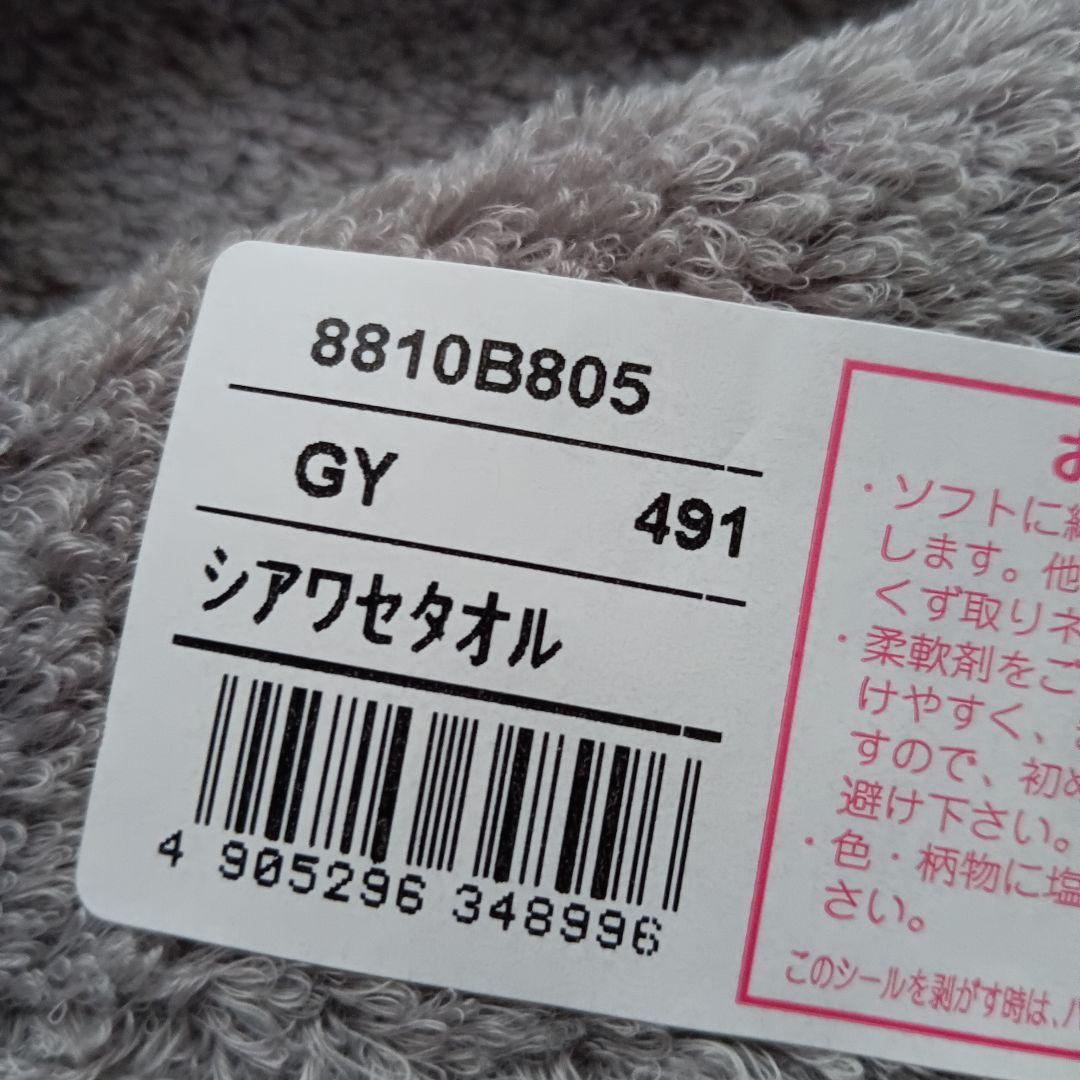 8810B805
GY 491
シアワセタオル
4 905296 348996
お
・ソフトに
します。他
くず取りネ
・柔軟剤をご
けやすく、
すので、初め
避け下さい。
・色・柄物に塩
さい。
このシールを剥がす時は、パ